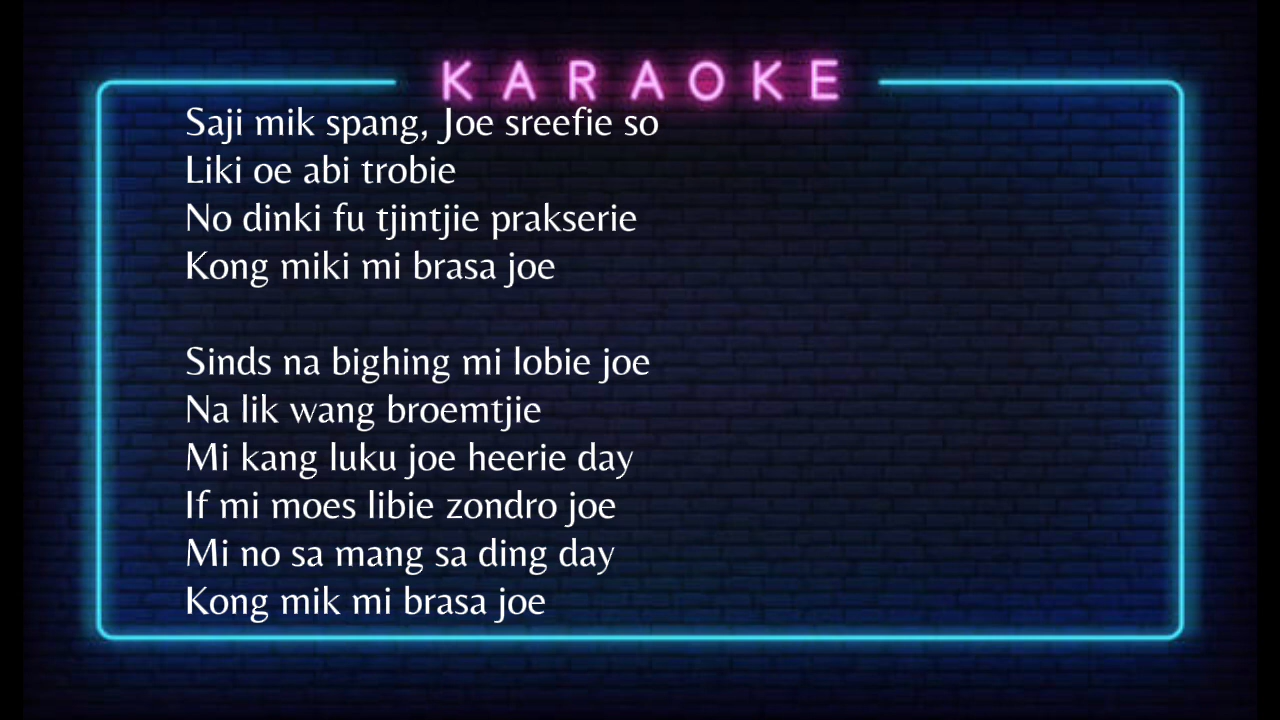 KARAOKE
Saji mik spang, Joe sreefie so
Liki oe abi trobie
No dinki fu tjintjie prakserie
Kong miki mi brasa joe
Sinds na bighing mi lobie joe
Na lik wang broemtjie
Mi kang luku joe heerie day
If mi moes libie zondro joe
Mi no sa mang sa ding day
Kong mik mi brasa joe